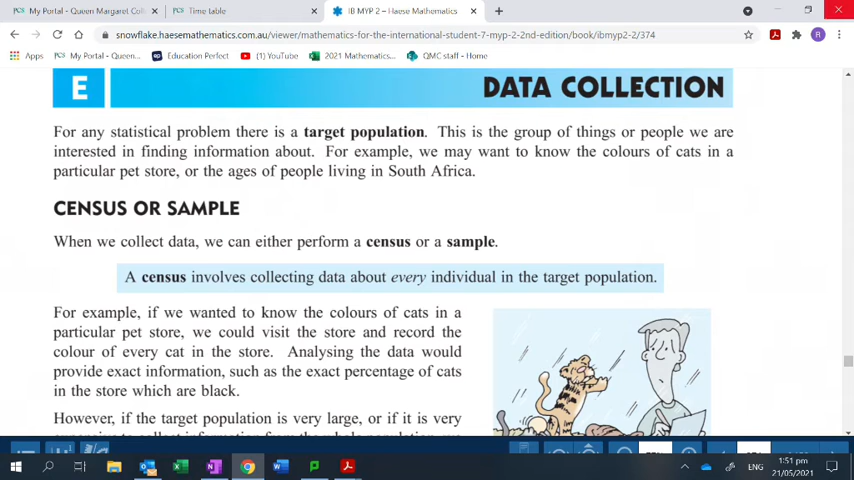 My Portal - Queen Margaret Coll
Time table
IB MYP 2 – Haese Mathematics
snowflake.haesemathematics.com.au/viewer/mathematics-for-the-international-student-7-myp-2-2nd-edition/book/ibmyp2-2/374
R
Apps
My Portal - Queen...
Education Perfect
(1) YouTube
2021 Mathematics...
QMC staff - Home
E
DATA COLLECTION
For any statistical problem there is a target population. This is the group of things or people we are
interested in finding information about. For example, we may want to know the colours of cats in a
particular pet store, or the ages of people living in South Africa.
CENSUS OR SAMPLE
When we collect data, we can either perform a census or a sample.
A census involves collecting data about every individual in the target population.
For example, if we wanted to know the colours of cats in a
particular pet store, we could visit the store and record the
colour of every cat in the store. Analysing the data would
provide exact information, such as the exact percentage of cats
in the store which are black.
However, if the target population is very large, or if it is very
ENG
1:51 pm
21/05/2021